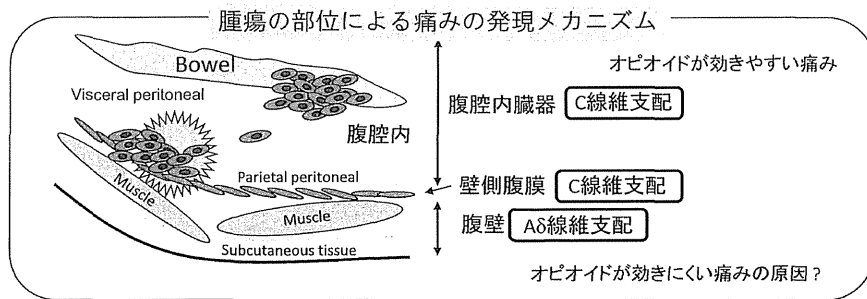 腫瘍の部位による痛みの発現メカニズム
Bowel
オピオイドが効きやすい痛み
Visceral peritoneal
腹腔内臓器 C線維支配
腹腔内
Parietal peritoneal
壁側腹膜 C線維支配
Muscle
Muscle
腹壁 Aδ線維支配
Subcutaneous tissue
オピオイドが効きにくい痛みの原因?